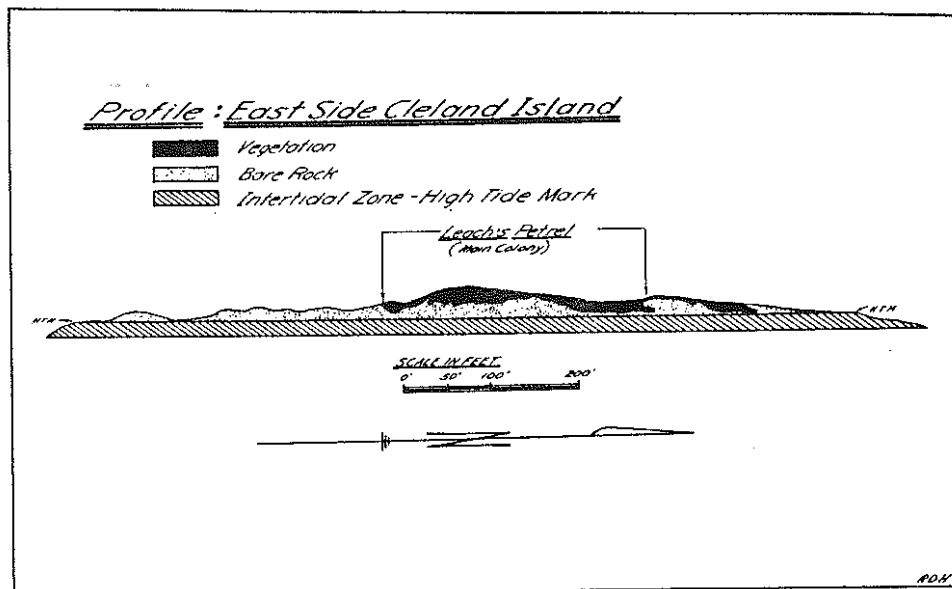 Profile : East Side Cleland Island
Vegetation
Bare Rock
Intertidal Zone - High Tide Mark
Leach's Petrel
(Main Colony)
HTM
HTM
SCALE IN FEET
0' 50' 100' 200'
N
RDH